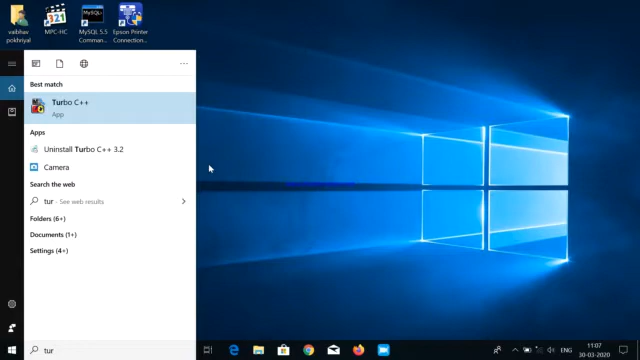 vaibhav
pokhriyal
MPC-HC
MySQL 5.5
Comman...
Epson Printer
Connection...
Best match
Turbo C++
App
Apps
Uninstall Turbo C++ 3.2
Camera
Search the web
tur - See web results
Folders (6+)
Documents (1+)
Settings (4+)
tur
ENG
11:07
30-03-2020